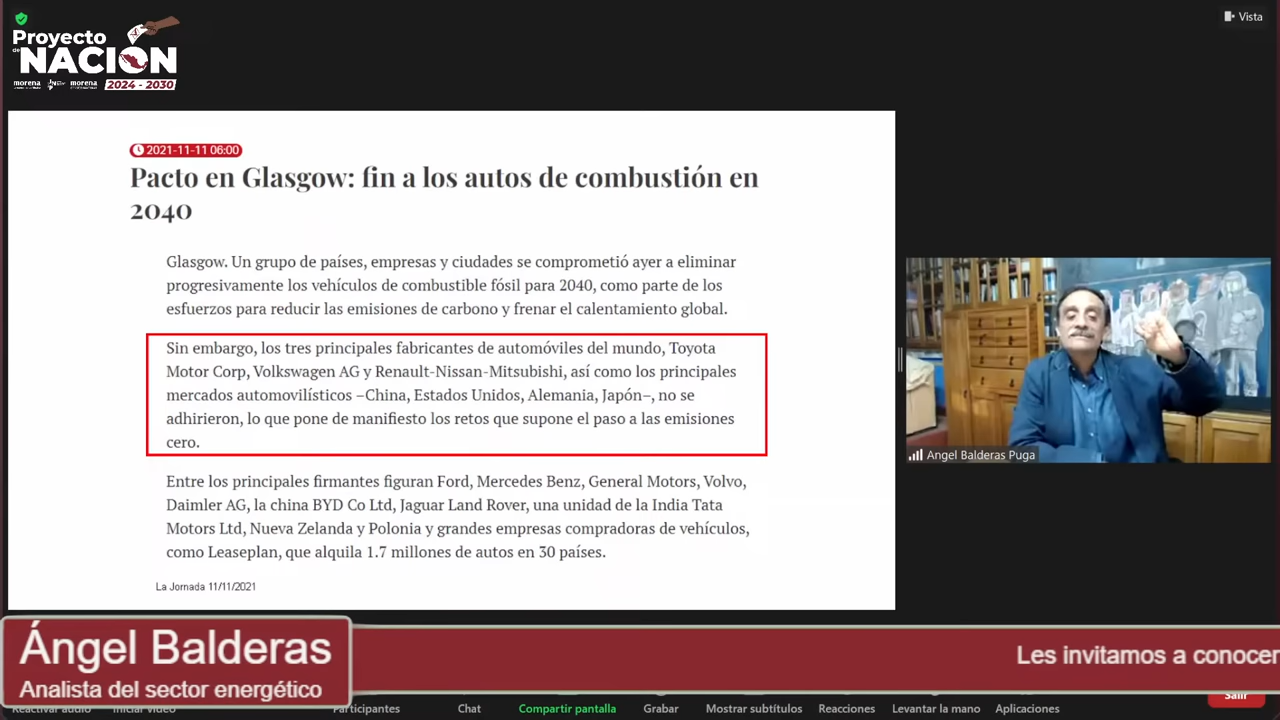 Vista
Proyecto
de NACIÓN
morena
morena
2024 - 2030
2021-11-11 06:00
Pacto en Glasgow: fin a los autos de combustión en
2040
Glasgow. Un grupo de países, empresas y ciudades se comprometió ayer a eliminar
progresivamente los vehículos de combustible fósil para 2040, como parte de los
esfuerzos para reducir las emisiones de carbono y frenar el calentamiento global.
Sin embargo, los tres principales fabricantes de automóviles del mundo, Toyota
Motor Corp, Volkswagen AG y Renault-Nissan-Mitsubishi, así como los principales
mercados automovilísticos –China, Estados Unidos, Alemania, Japón–, no se
adhirieron, lo que pone de manifiesto los retos que supone el paso a las emisiones
cero.
Entre los principales firmantes figuran Ford, Mercedes Benz, General Motors, Volvo,
Daimler AG, la china BYD Co Ltd, Jaguar Land Rover, una unidad de la India Tata
Motors Ltd, Nueva Zelanda y Polonia y grandes empresas compradoras de vehículos,
como Leaseplan, que alquila 1.7 millones de autos en 30 países.
La Jornada 11/11/2021
Angel Balderas Puga
Ángel Balderas
Analista del sector energético
Les invitamos a conocer
Reactivar audio Iniciar video Participantes Chat Compartir pantalla Grabar Mostrar subtítulos Reacciones Levantar la mano Aplicaciones Salir